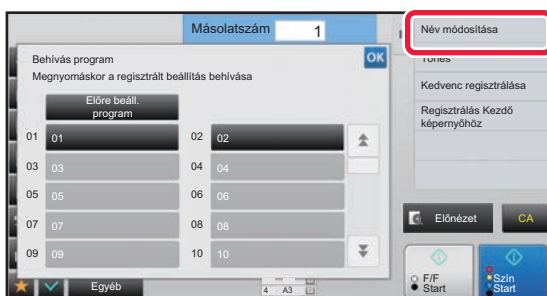 Másolatszám 1
Név módosítása
Behívás program
OK
Megnyomáskor a regisztrált beállítás behívása
Kedvenc regisztrálása
Előre beáll.
program
Regisztrálás Kezdő
képernyőhöz
01 01
02 02
03 03
04 04
05 05
06 06
07 07
08 08
09 09
10 10
Előnézet
CA
Egyéb
4 A3
F/F
Start
Szín
Start